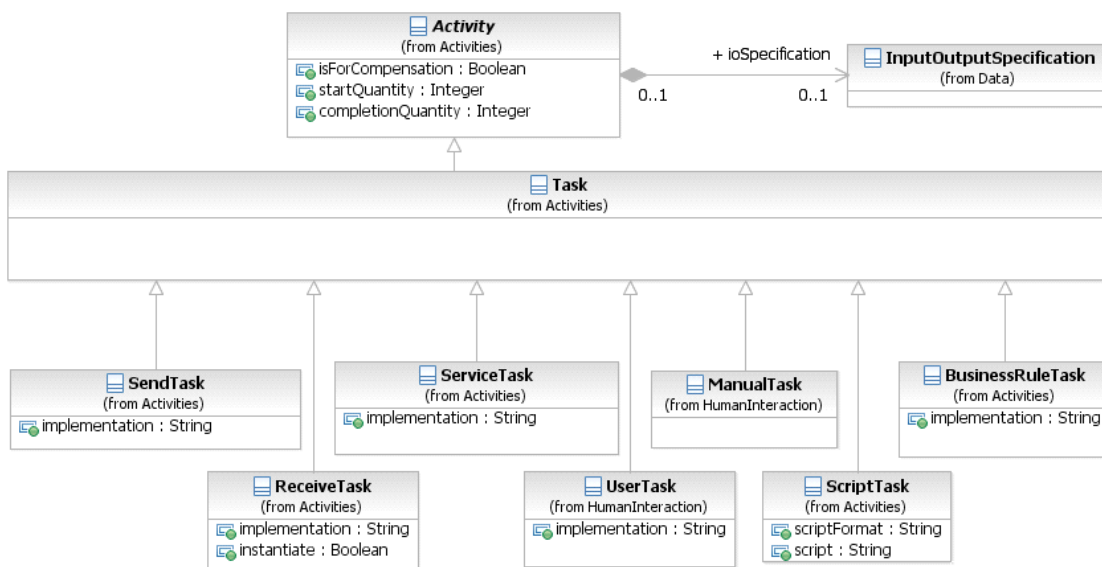 Activity
(from Activities)
isForCompensation : Boolean
startQuantity : Integer
completionQuantity : Integer
+ ioSpecification
0..1
0..1
InputOutputSpecification
(from Data)
Task
(from Activities)
SendTask
(from Activities)
implementation : String
ServiceTask
(from Activities)
implementation : String
ManualTask
(from HumanInteraction)
BusinessRuleTask
(from Activities)
implementation : String
ReceiveTask
(from Activities)
implementation : String
instantiate : Boolean
UserTask
(from HumanInteraction)
implementation : String
ScriptTask
(from Activities)
scriptFormat : String
script : String